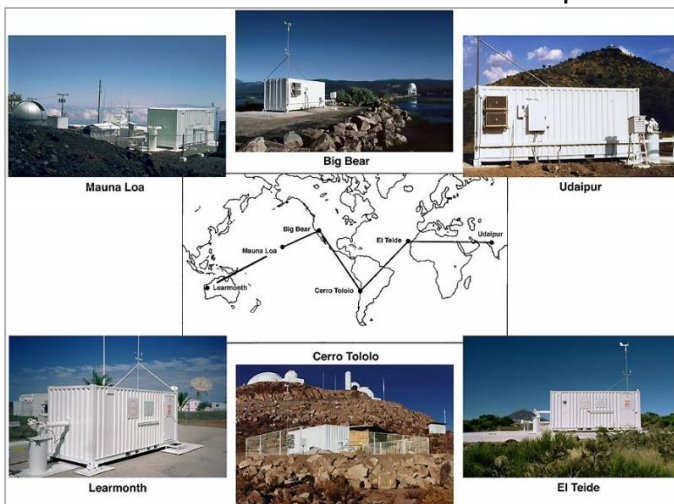 Big Bear
Mauna Loa
Udaipur
Big Bear
Mauna Loa
Learmonth
El Teide
Udaipur
Cerro Tololo
Cerro Tololo
Learmonth
El Teide